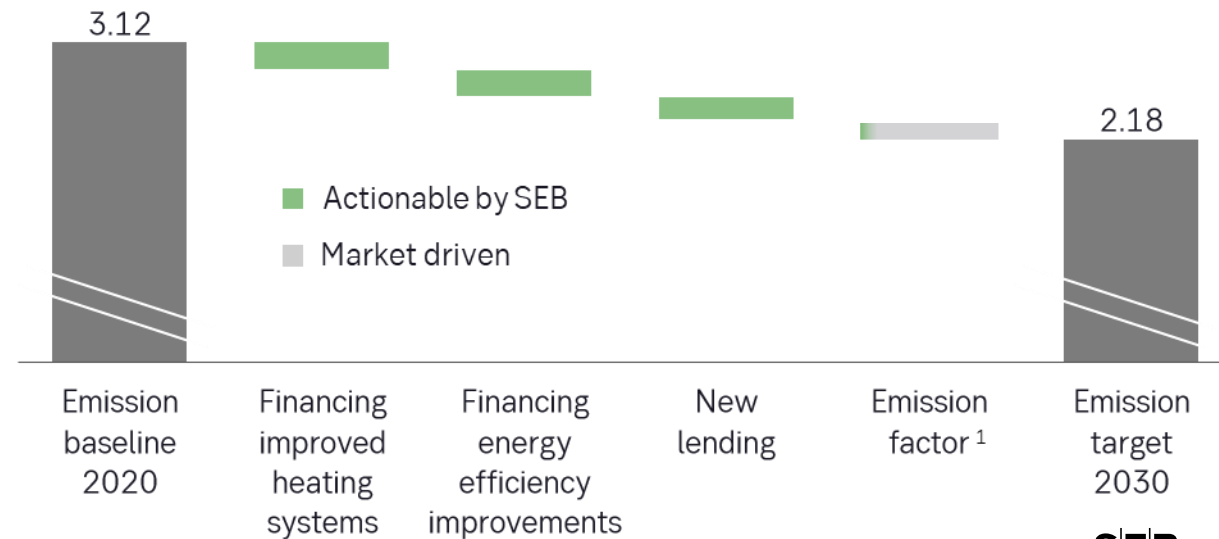 3.12
2.18
Actionable by SEB
Market driven
Emission
baseline
2020
Financing
improved
heating
systems
Financing
energy
efficiency
improvements
New
lending
Emission
factor 1
Emission
target
2030
S|E|B